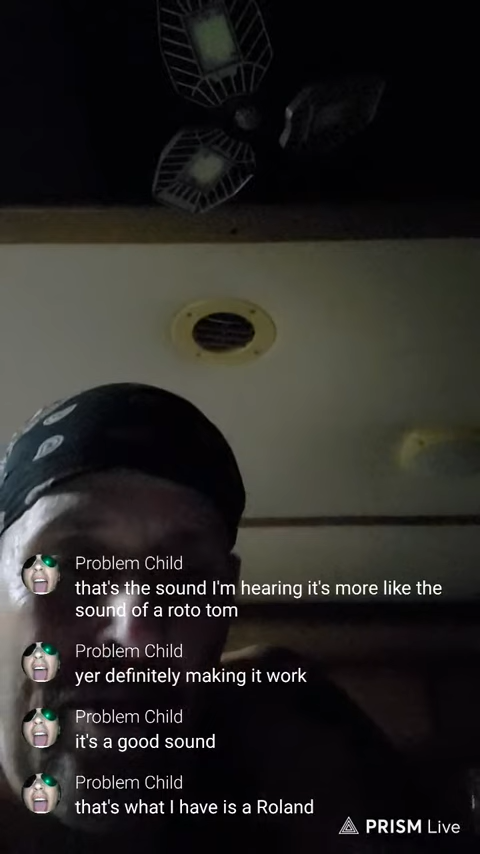 Problem Child
that's the sound I'm hearing it's more like the
sound of a roto tom
Problem Child
yer definitely making it work
Problem Child
it's a good sound
Problem Child
that's what I have is a Roland
PRISM Live